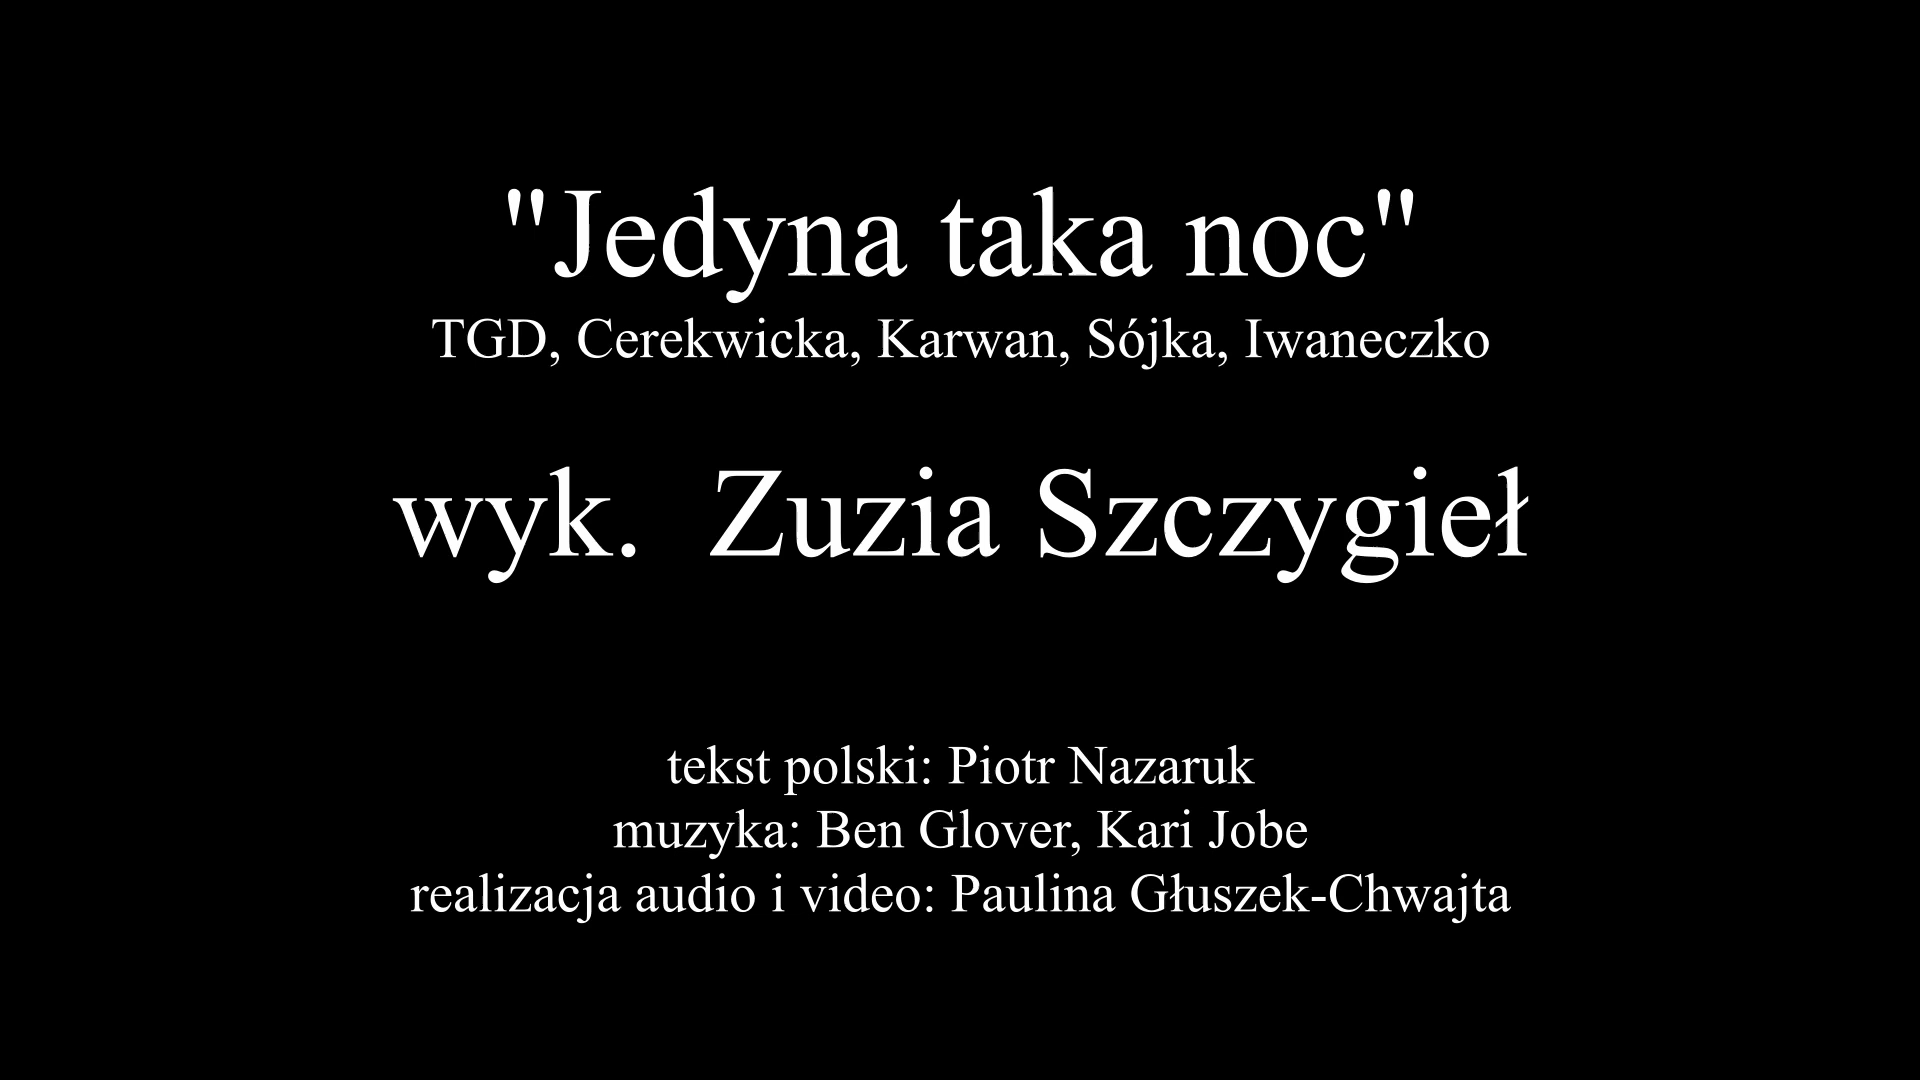 "Jedyna taka noc"
TGD, Cerekwicka, Karwan, Sójka, Iwaneczko
wyk.  Zuzia Szczygieł
tekst polski: Piotr Nazaruk
muzyka: Ben Glover, Kari Jobe
realizacja audio i video: Paulina Głuszek-Chwajta